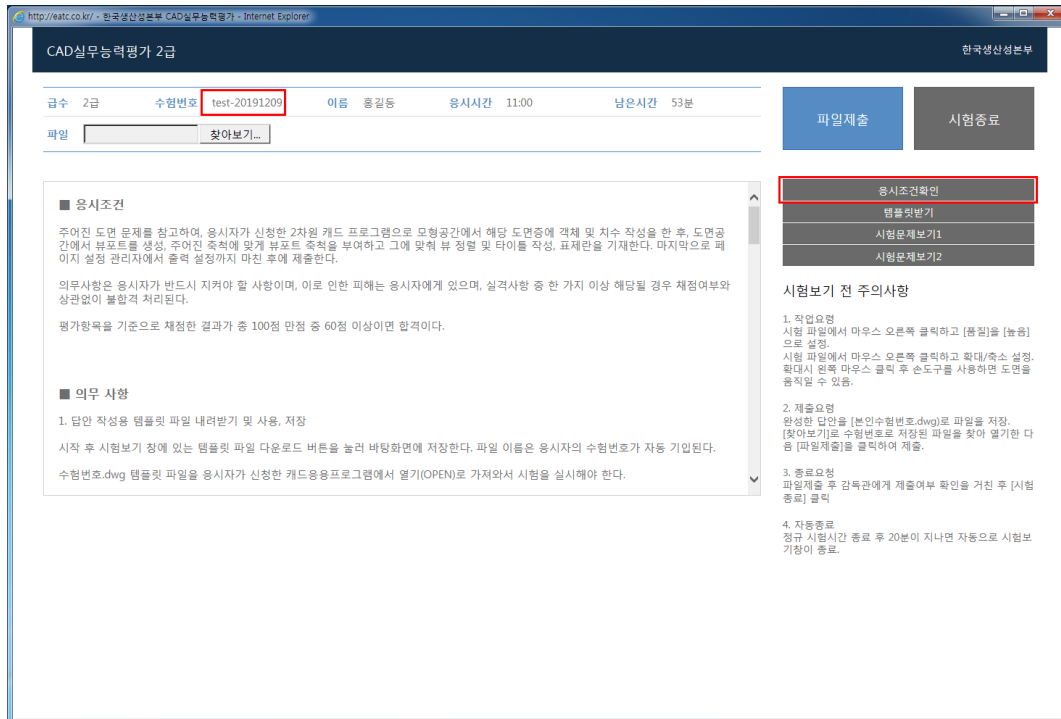 http://eatc.co.kr/ - 한국생산성본부 CAD실무능력평가 - Internet Explorer
CAD실무능력평가 2급
한국생산성본부
급수 2급 수험번호 test-20191209 이름 홍길동 응시시간 11:00 남은시간 53분
파일 찾아보기...
파일제출
시험종료
응시조건확인
템플릿받기
시험문제보기1
시험문제보기2
■ 응시조건
주어진 도면 문제를 참고하여, 응시자가 신청한 2차원 캐드 프로그램으로 모형공간에서 해당 도면층에 객체 및 치수 작성을 한 후, 도면공
간에서 뷰포트를 생성, 주어진 축척에 맞게 뷰포트 축척을 부여하고 그에 맞춰 뷰 정렬 및 타이틀 작성, 표제란을 기재한다. 마지막으로 페
이지 설정 관리자에서 출력 설정까지 마친 후에 제출한다.
의무사항은 응시자가 반드시 지켜야 할 사항이며, 이로 인한 피해는 응시자에게 있으며, 실격사항 중 한 가지 이상 해당될 경우 채점여부와
상관없이 불합격 처리된다.
평가항목을 기준으로 채점한 결과가 총 100점 만점 중 60점 이상이면 합격이다.
■ 의무 사항
1. 답안 작성용 템플릿 파일 내려받기 및 사용, 저장
시작 후 시험보기 창에 있는 템플릿 파일 다운로드 버튼을 눌러 바탕화면에 저장한다. 파일 이름은 응시자의 수험번호가 자동 기입된다.
수험번호.dwg 템플릿 파일을 응시자가 신청한 캐드응용프로그램에서 열기(OPEN)로 가져와서 시험을 실시해야 한다.
시험보기 전 주의사항
1. 작업요령
시험 파일에서 마우스 오른쪽 클릭하고 [품질]을 [높음]
으로 설정.
시험 파일에서 마우스 오른쪽 클릭하고 확대/축소 설정.
확대시 왼쪽 마우스 클릭 후 손도구를 사용하면 도면을
움직일 수 있음.
2. 제출요령
완성한 답안을 [본인수험번호.dwg)로 파일을 저장.
[찾아보기]로 수험번호로 저장된 파일을 찾아 열기한 다
음 [파일제출]을 클릭하여 제출.
3. 종료요청
파일제출 후 감독관에게 제출여부 확인을 거친 후 [시험
종료] 클릭
4. 자동종료
정규 시험시간 종료 후 20분이 지나면 자동으로 시험보
기창이 종료.